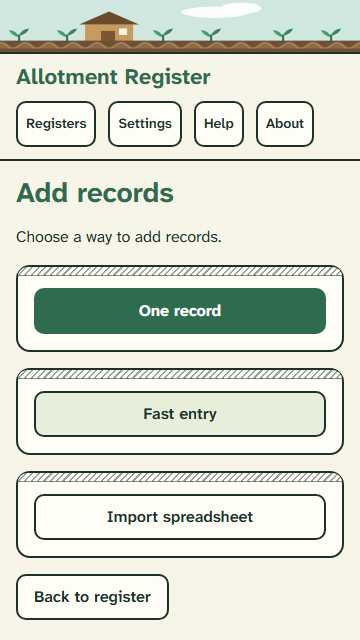 Allotment Register
Registers
Settings
Help
About
Add records
Choose a way to add records.
One record
Fast entry
Import spreadsheet
Back to register